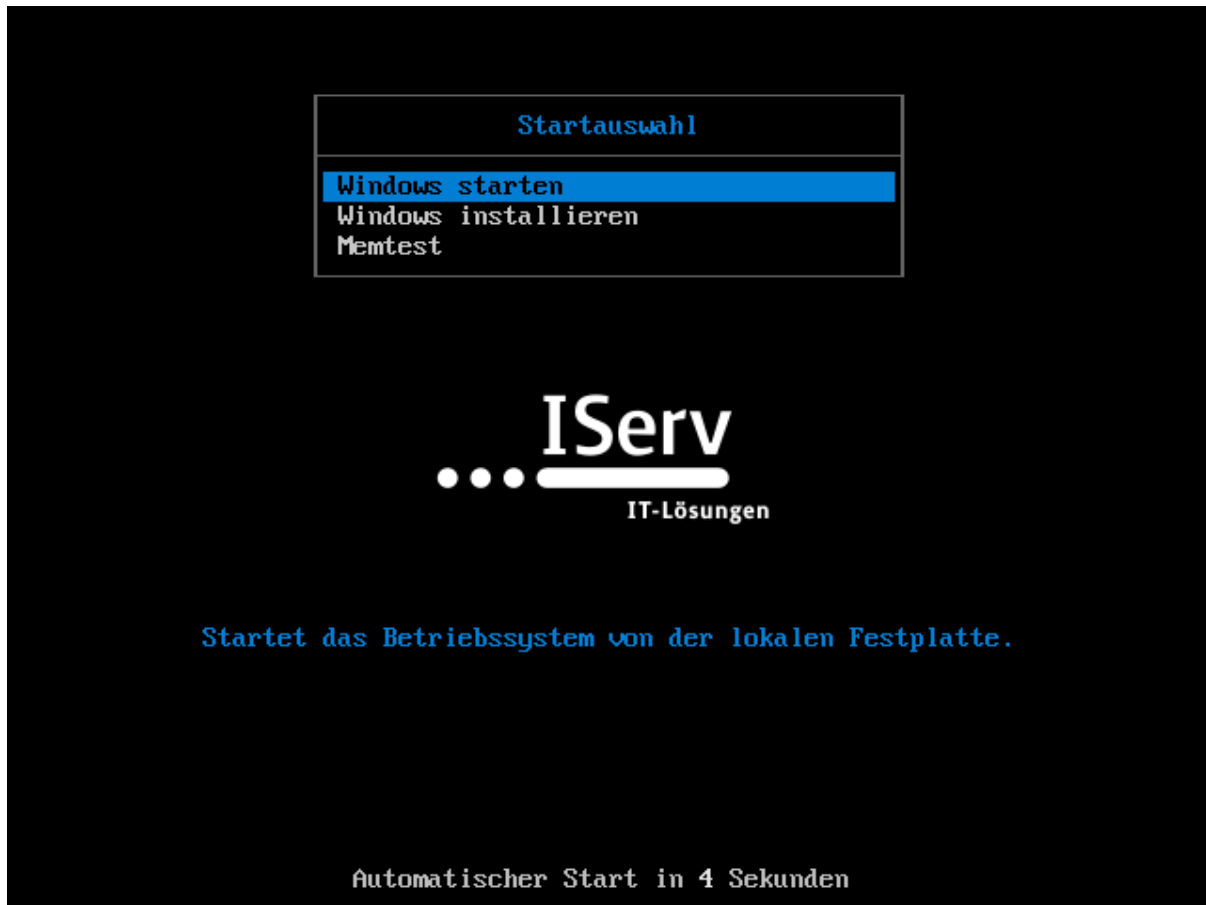 Startauswahl
Windows starten
Windows installieren
Memtest
IServ
IT-Lösungen
Startet das Betriebssystem von der lokalen Festplatte.
Automatischer Start in 4 Sekunden